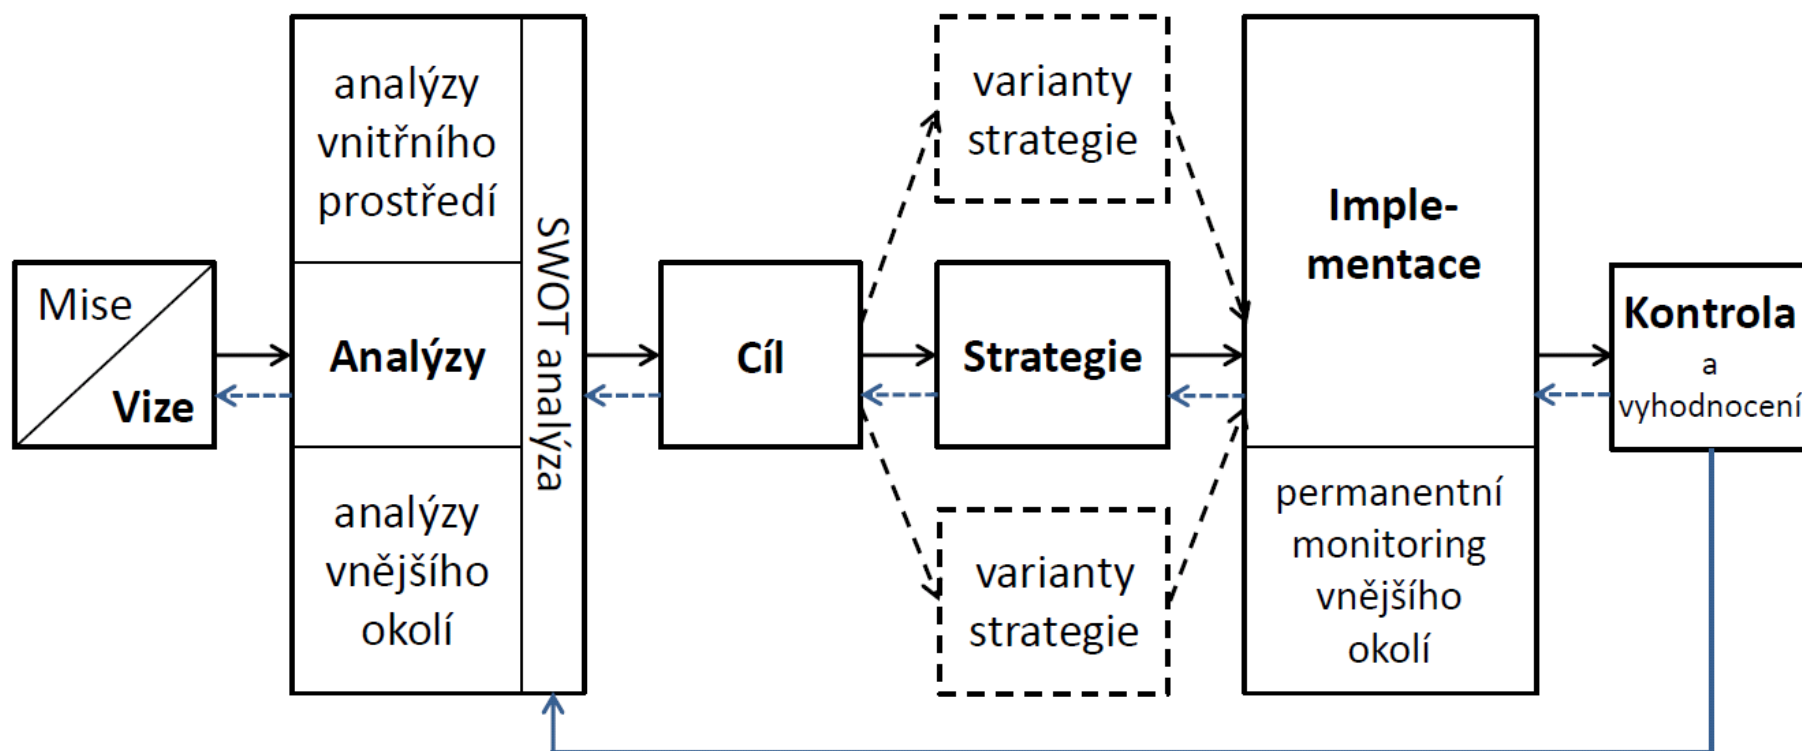 Mise
Vize
analýzy
vnitřního
prostředí
Analýzy
analýzy
vnějšího
okolí
SWOT analýza
Cíl
varianty
strategie
Strategie
varianty
strategie
Imple-
mentace
permanentní
monitoring
vnějšího
okolí
Kontrola
a
vyhodnocení